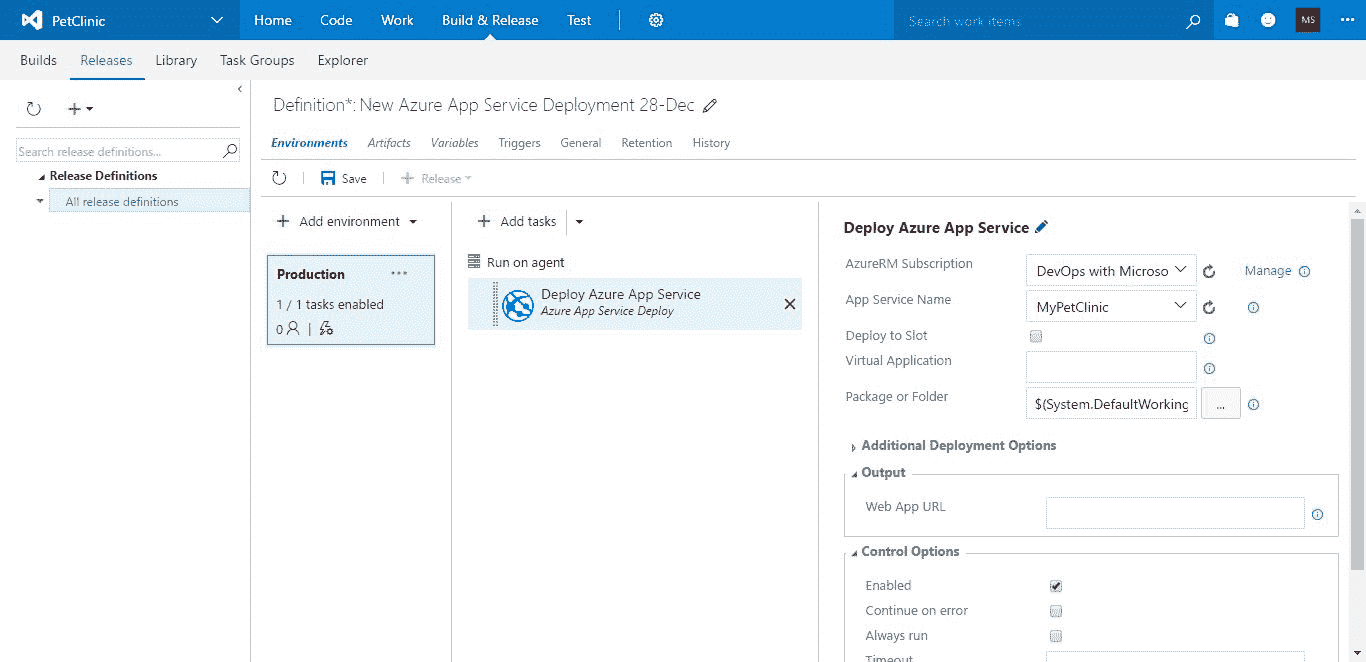 PetClinic Home Code Work Build & Release Test Search work items MS
Builds Releases Library Task Groups Explorer
Definition*: New Azure App Service Deployment 28-Dec
Search release definitions...
Release Definitions
All release definitions
Environments Artifacts Variables Triggers General Retention History
Save Release
Add environment
Production ...
1 / 1 tasks enabled
0 |
Add tasks
Run on agent
Deploy Azure App Service
Azure App Service Deploy
Deploy Azure App Service
AzureRM Subscription DevOps with Microso Manage
App Service Name MyPetClinic
Deploy to Slot
Virtual Application
Package or Folder $(System.DefaultWorking ...
Additional Deployment Options
Output
Web App URL
Control Options
Enabled
Continue on error
Always run
Timeout